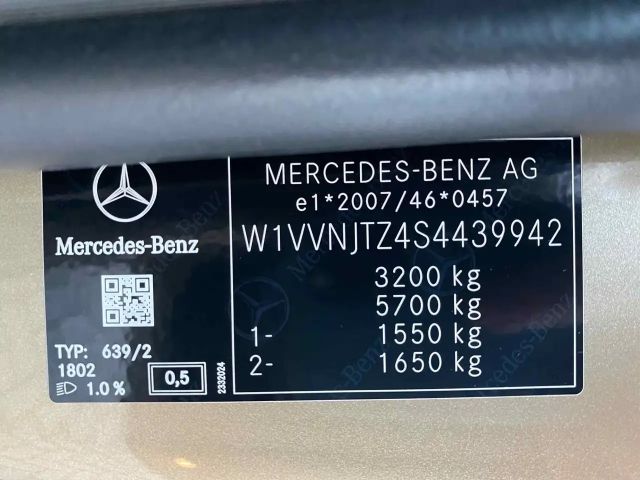 Mercedes-Benz
TYP: 639/2
1802
1.0 %
0,5
2332024
MERCEDES-BENZ AG
e1*2007/46*0457
W1VVNJTZ4S4439942
3200 kg
5700 kg
1- 1550 kg
2- 1650 kg